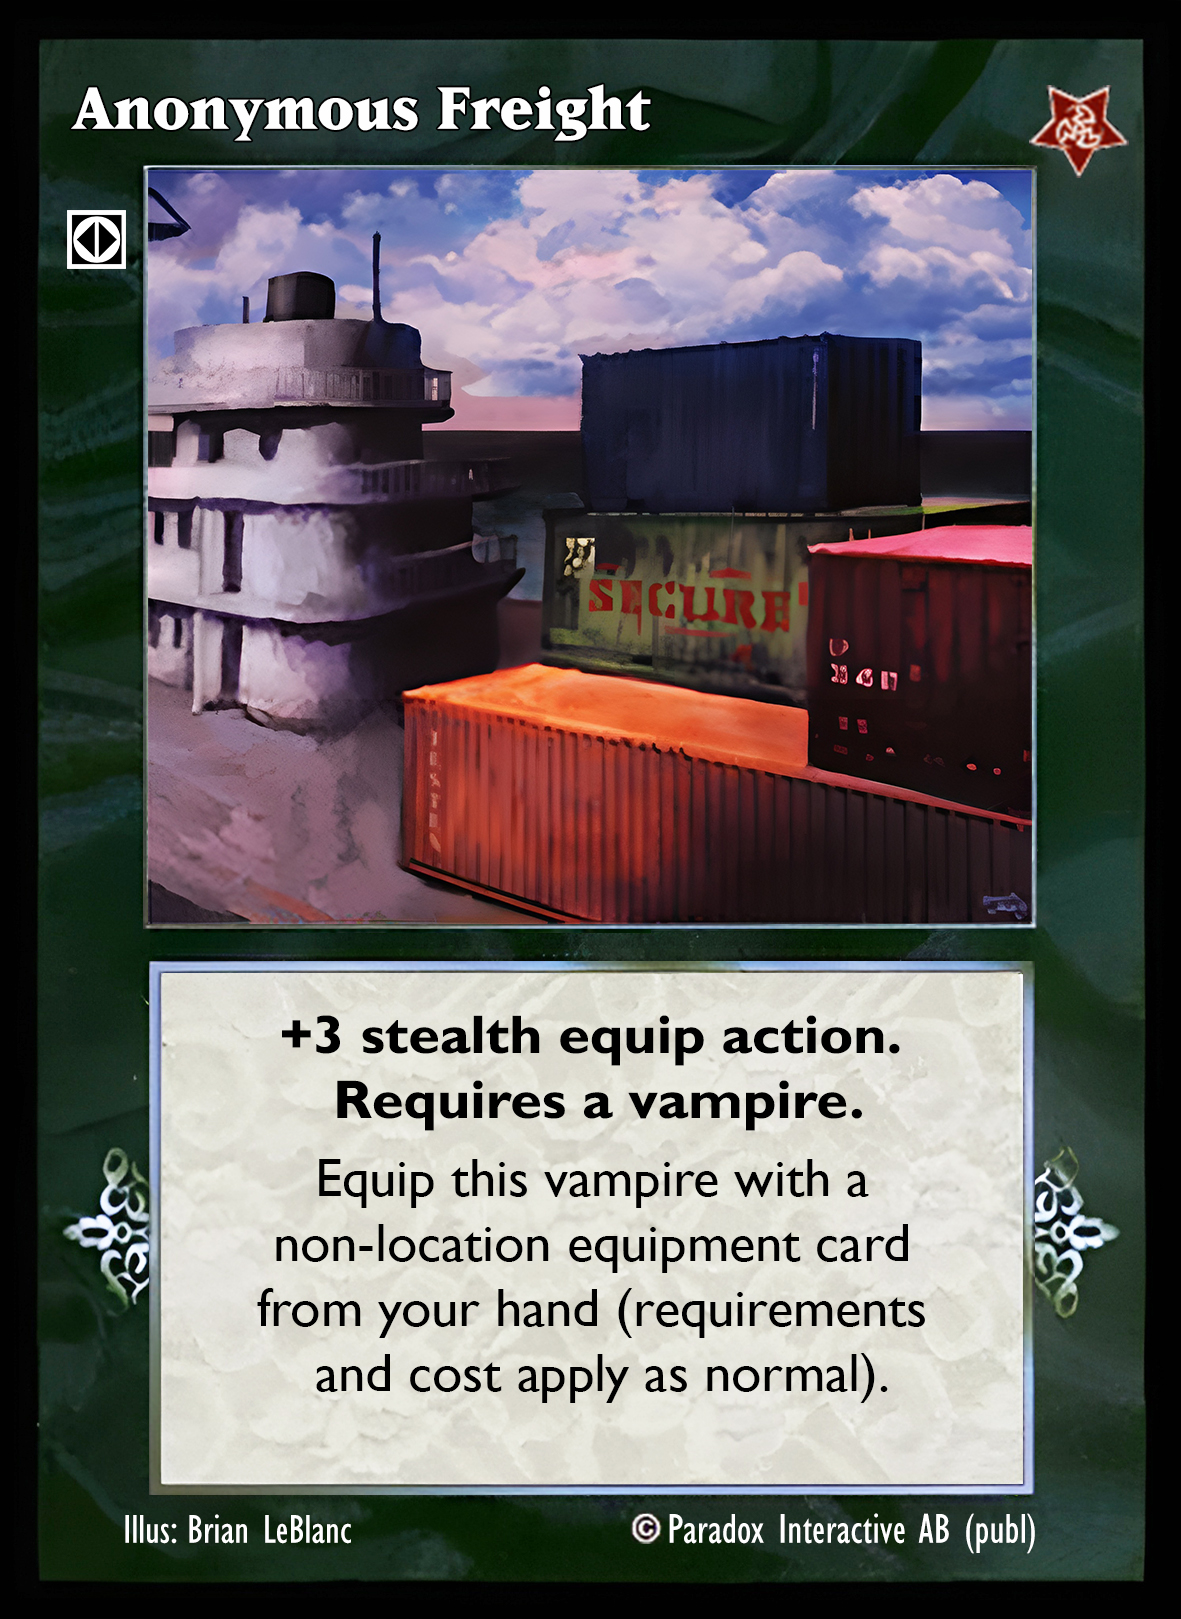 Anonymous Freight
SECURE
+3 stealth equip action.
Requires a vampire.
Equip this vampire with a
non-location equipment card
from your hand (requirements
and cost apply as normal).
Illus: Brian LeBlanc
© Paradox Interactive AB (publ)